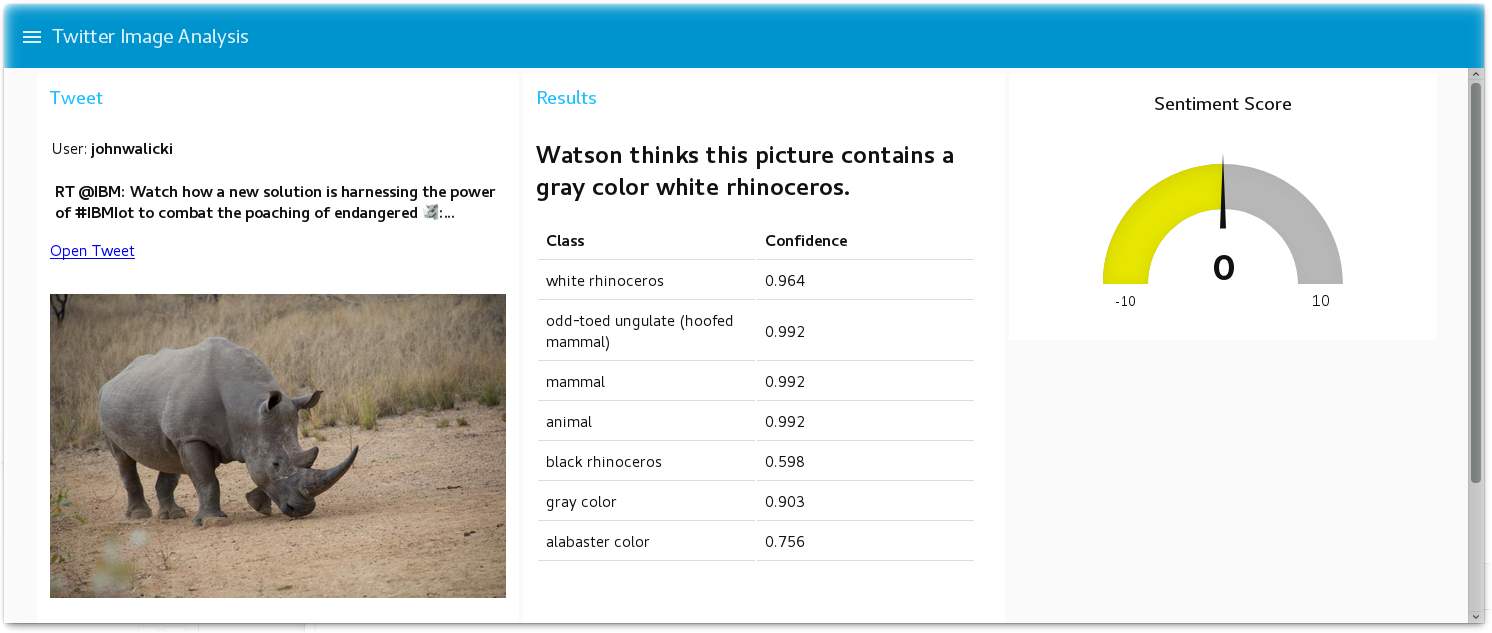 Twitter Image Analysis
Tweet
User: johnwalicki
RT @IBM: Watch how a new solution is harnessing the power
of #IBMIot to combat the poaching of endangered 🦏:...
Open Tweet
Results
Watson thinks this picture contains a
gray color white rhinoceros.
Class Confidence
white rhinoceros 0.964
odd-toed ungulate (hoofed
mammal) 0.992
mammal 0.992
animal 0.992
black rhinoceros 0.598
gray color 0.903
alabaster color 0.756
Sentiment Score
0
-10 10